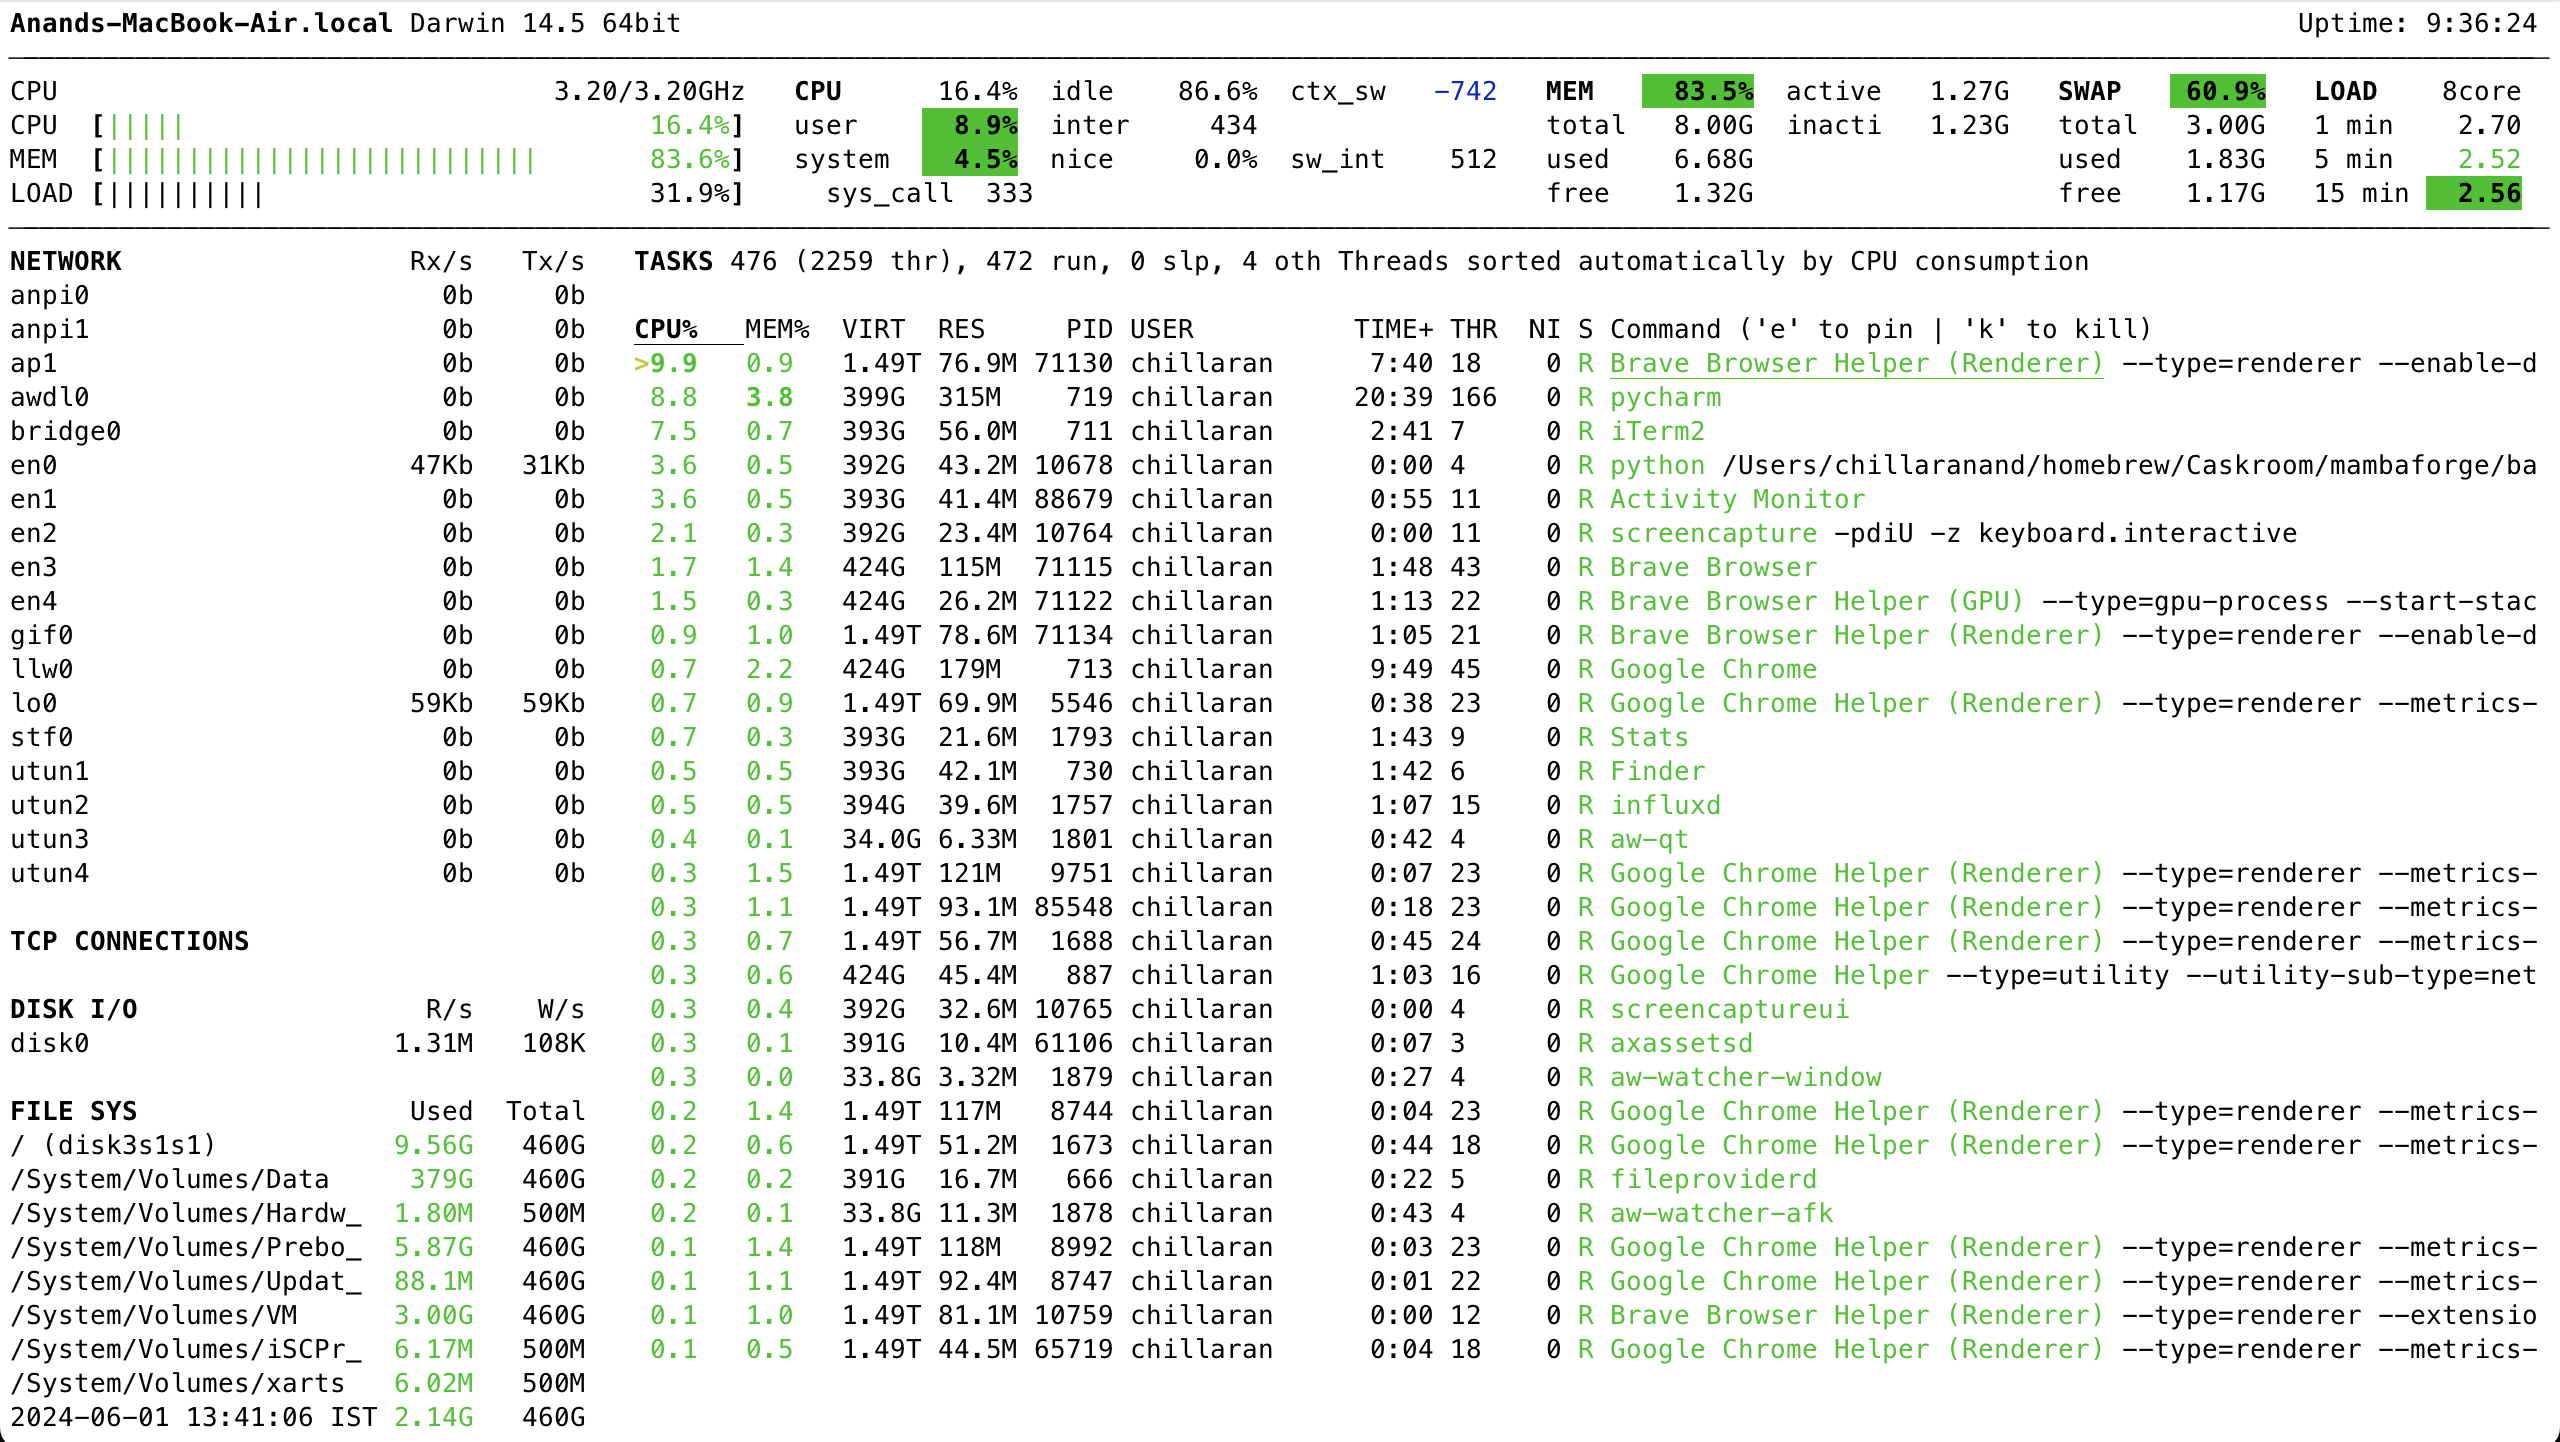 Anands-MacBook-Air.local Darwin 14.5 64bit Uptime: 9:36:24
CPU 3.20/3.20GHz CPU 16.4% idle 86.6% ctx_sw -742 MEM 83.5% active 1.27G SWAP 60.9% LOAD 8core
CPU [||||| 16.4%] user 8.9% inter 434 total 8.00G inacti 1.23G total 3.00G 1 min 2.70
MEM [||||||||||||||||||||||||||| 83.6%] system 4.5% nice 0.0% sw_int 512 used 6.68G used 1.83G 5 min 2.52
LOAD [|||||||||| 31.9%] sys_call 333 free 1.32G free 1.17G 15 min 2.56
NETWORK Rx/s Tx/s TASKS 476 (2259 thr), 472 run, 0 slp, 4 oth Threads sorted automatically by CPU consumption
anpi0 0b 0b
anpi1 0b 0b CPU% MEM% VIRT RES PID USER TIME+ THR NI S Command ('e' to pin | 'k' to kill)
ap1 0b 0b >9.9 0.9 1.49T 76.9M 71130 chillaran 7:40 18 0 R Brave Browser Helper (Renderer) --type=renderer --enable-d
awdl0 0b 0b 8.8 3.8 399G 315M 719 chillaran 20:39 166 0 R pycharm
bridge0 0b 0b 7.5 0.7 393G 56.0M 711 chillaran 2:41 7 0 R iTerm2
en0 47Kb 31Kb 3.6 0.5 392G 43.2M 10678 chillaran 0:00 4 0 R python /Users/chillaranand/homebrew/Caskroom/mambaforge/ba
en1 0b 0b 3.6 0.5 393G 41.4M 88679 chillaran 0:55 11 0 R Activity Monitor
en2 0b 0b 2.1 0.3 392G 23.4M 10764 chillaran 0:00 11 0 R screencapture -pdiU -z keyboard.interactive
en3 0b 0b 1.7 1.4 424G 115M 71115 chillaran 1:48 43 0 R Brave Browser
en4 0b 0b 1.5 0.3 424G 26.2M 71122 chillaran 1:13 22 0 R Brave Browser Helper (GPU) --type=gpu-process --start-stac
gif0 0b 0b 0.9 1.0 1.49T 78.6M 71134 chillaran 1:05 21 0 R Brave Browser Helper (Renderer) --type=renderer --enable-d
llw0 0b 0b 0.7 2.2 424G 179M 713 chillaran 9:49 45 0 R Google Chrome
lo0 59Kb 59Kb 0.7 0.9 1.49T 69.9M 5546 chillaran 0:38 23 0 R Google Chrome Helper (Renderer) --type=renderer --metrics-
stf0 0b 0b 0.7 0.3 393G 21.6M 1793 chillaran 1:43 9 0 R Stats
utun1 0b 0b 0.5 0.5 393G 42.1M 730 chillaran 1:42 6 0 R Finder
utun2 0b 0b 0.5 0.5 394G 39.6M 1757 chillaran 1:07 15 0 R influxd
utun3 0b 0b 0.4 0.1 34.0G 6.33M 1801 chillaran 0:42 4 0 R aw-qt
utun4 0b 0b 0.3 1.5 1.49T 121M 9751 chillaran 0:07 23 0 R Google Chrome Helper (Renderer) --type=renderer --metrics-
0.3 1.1 1.49T 93.1M 85548 chillaran 0:18 23 0 R Google Chrome Helper (Renderer) --type=renderer --metrics-
TCP CONNECTIONS 0.3 0.7 1.49T 56.7M 1688 chillaran 0:45 24 0 R Google Chrome Helper (Renderer) --type=renderer --metrics-
0.3 0.6 424G 45.4M 887 chillaran 1:03 16 0 R Google Chrome Helper --type=utility --utility-sub-type=net
DISK I/O R/s W/s 0.3 0.4 392G 32.6M 10765 chillaran 0:00 4 0 R screencaptureui
disk0 1.31M 108K 0.3 0.1 391G 10.4M 61106 chillaran 0:07 3 0 R axassetsd
0.3 0.0 33.8G 3.32M 1879 chillaran 0:27 4 0 R aw-watcher-window
FILE SYS Used Total 0.2 1.4 1.49T 117M 8744 chillaran 0:04 23 0 R Google Chrome Helper (Renderer) --type=renderer --metrics-
/ (disk3s1s1) 9.56G 460G 0.2 0.6 1.49T 51.2M 1673 chillaran 0:44 18 0 R Google Chrome Helper (Renderer) --type=renderer --metrics-
/System/Volumes/Data 379G 460G 0.2 0.2 391G 16.7M 666 chillaran 0:22 5 0 R fileproviderd
/System/Volumes/Hardw_ 1.80M 500M 0.2 0.1 33.8G 11.3M 1878 chillaran 0:43 4 0 R aw-watcher-afk
/System/Volumes/Prebo_ 5.87G 460G 0.1 1.4 1.49T 118M 8992 chillaran 0:03 23 0 R Google Chrome Helper (Renderer) --type=renderer --metrics-
/System/Volumes/Updat_ 88.1M 460G 0.1 1.1 1.49T 92.4M 8747 chillaran 0:01 22 0 R Google Chrome Helper (Renderer) --type=renderer --metrics-
/System/Volumes/VM 3.00G 460G 0.1 1.0 1.49T 81.1M 10759 chillaran 0:00 12 0 R Brave Browser Helper (Renderer) --type=renderer --extensio
/System/Volumes/iSCPr_ 6.17M 500M 0.1 0.5 1.49T 44.5M 65719 chillaran 0:04 18 0 R Google Chrome Helper (Renderer) --type=renderer --metrics-
/System/Volumes/xarts 6.02M 500M
2024-06-01 13:41:06 IST 2.14G 460G